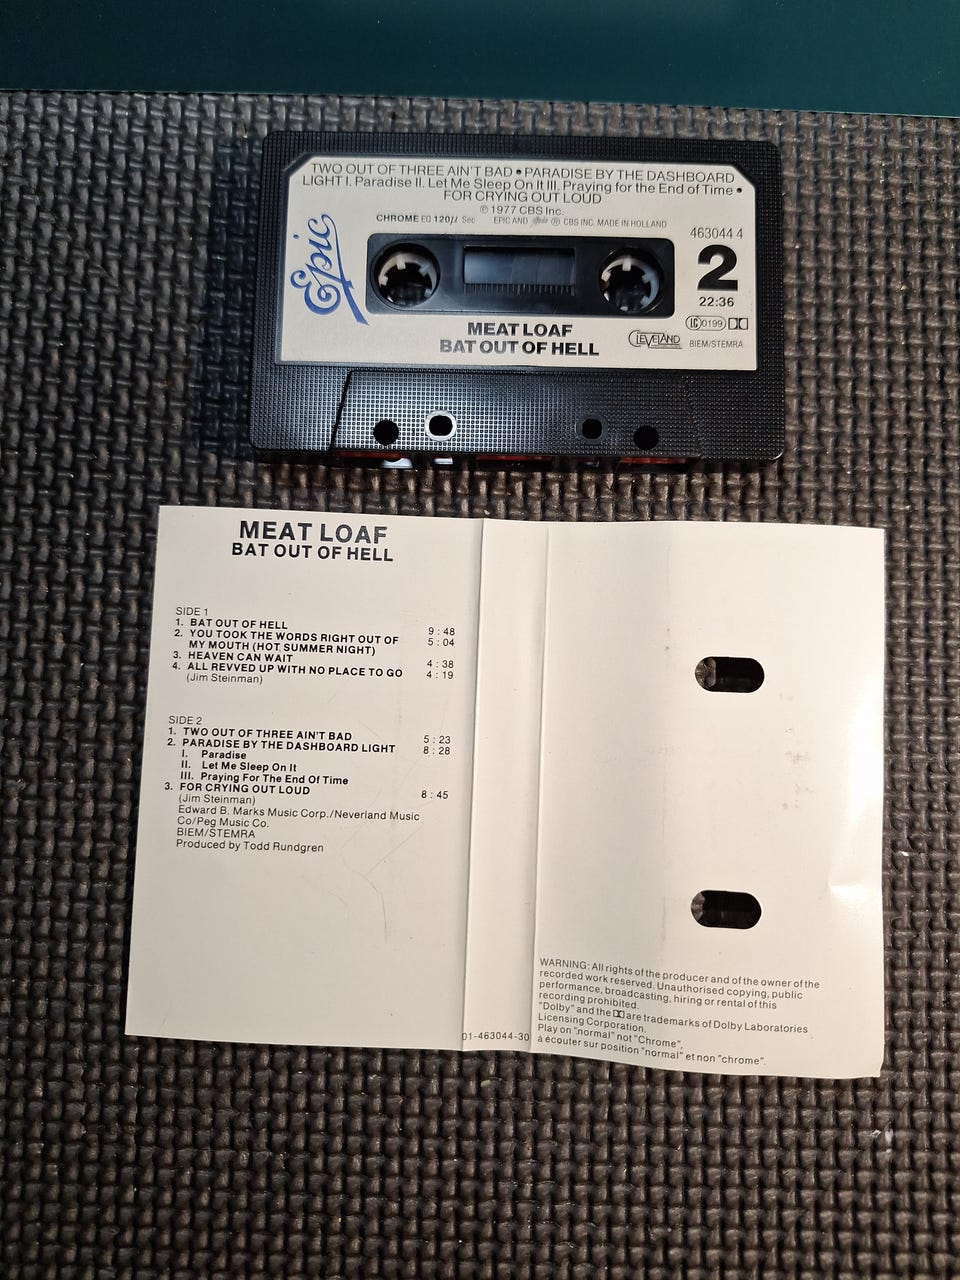 TWO OUT OF THREE AIN'T BAD • PARADISE BY THE DASHBOARD
LIGHT I. Paradise II. Let Me Sleep On It III. Praying for the End of Time •
FOR CRYING OUT LOUD
℗ 1977 CBS Inc.
CHROME EQ 120µ Sec EPIC AND ® CBS INC. MADE IN HOLLAND
Epic
463044 4
2
22:36
LC 0199
MEAT LOAF
BAT OUT OF HELL
CLEVELAND
BIEM/STEMRA
MEAT LOAF
BAT OUT OF HELL
SIDE 1
1. BAT OUT OF HELL 9 : 48
2. YOU TOOK THE WORDS RIGHT OUT OF 5 : 04
MY MOUTH (HOT SUMMER NIGHT)
3. HEAVEN CAN WAIT 4 : 38
4. ALL REVVED UP WITH NO PLACE TO GO 4 : 19
(Jim Steinman)
SIDE 2
1. TWO OUT OF THREE AIN'T BAD 5 : 23
2. PARADISE BY THE DASHBOARD LIGHT 8 : 28
I. Paradise
II. Let Me Sleep On It
III. Praying For The End Of Time
3. FOR CRYING OUT LOUD 8 : 45
(Jim Steinman)
Edward B. Marks Music Corp./Neverland Music
Co/Peg Music Co.
BIEM/STEMRA
Produced by Todd Rundgren
01-463044-30
WARNING: All rights of the producer and of the owner of the
recorded work reserved. Unauthorised copying, public
performance, broadcasting, hiring or rental of this
recording prohibited.
"Dolby" and the are trademarks of Dolby Laboratories
Licensing Corporation.
Play on "normal" not "Chrome",
à écouter sur position "normal" et non "chrome".